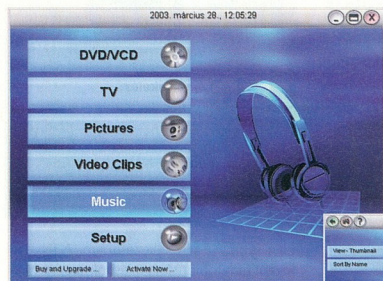 2003. március 28., 12:05:29
DVD/VCD
TV
Pictures
Video Clips
Music
Setup
Buy and Upgrade ...
Activate Now ...
View - Thumbnail
Sort By Name